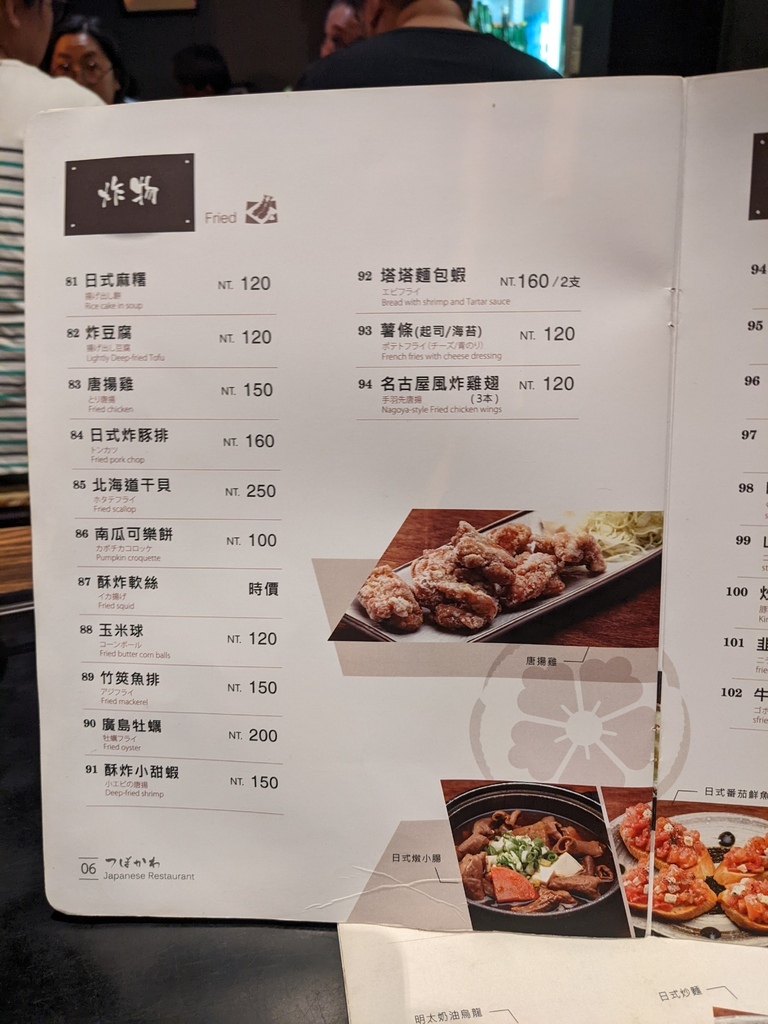 炸物
Fried
81 日式麻糬 NT. 120
揚げ出し餅
Rice cake in soup
82 炸豆腐 NT. 120
揚げ出し豆腐
Lightly Deep-fried Tofu
83 唐揚雞 NT. 150
とり唐揚
Fried chicken
84 日式炸豚排 NT. 160
トンカツ
Fried pork chop
85 北海道干貝 NT. 250
ホタテフライ
Fried scallop
86 南瓜可樂餅 NT. 100
カボチカコロッケ
Pumpkin croquette
87 酥炸軟絲 時價
イカ揚げ
Fried squid
88 玉米球 NT. 120
コーンボール
Fried butter corn balls
89 竹筴魚排 NT. 150
アジフライ
Fried mackerel
90 廣島牡蠣 NT. 200
牡蠣フライ
Fried oyster
91 酥炸小甜蝦 NT. 150
小エビの唐揚
Deep-fried shrimp
92 塔塔麵包蝦 NT. 160 / 2支
エビフライ
Bread with shrimp and Tartar sauce
93 薯條(起司/海苔) NT. 120
ポテトフライ(チーズ/青のり)
French fries with cheese dressing
94 名古屋風炸雞翅 NT. 120
手羽先唐揚 (3本)
Nagoya-style Fried chicken wings
唐揚雞
日式燉小腸
06 つぼかわ
Japanese Restaurant
94
95
96
97
98
99
100
101
102 牛
日式番茄鮮魚
明太奶油烏龍
日式炒麵